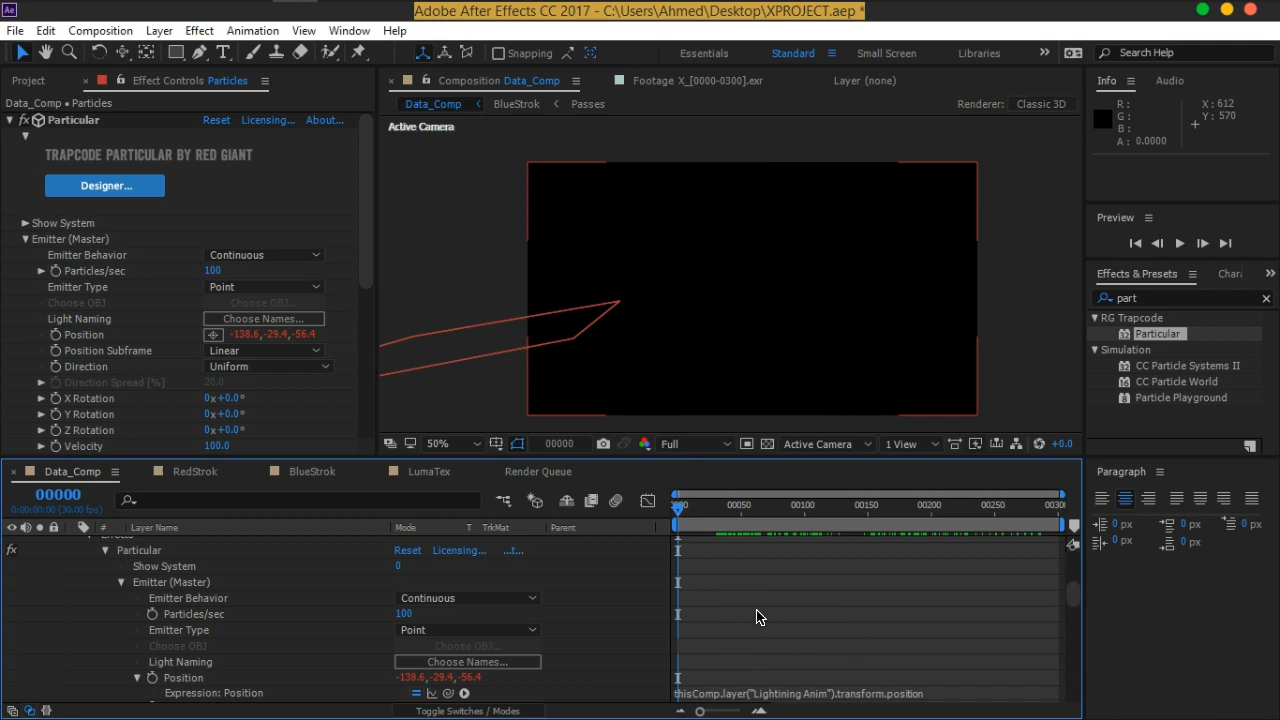 Ae Adobe After Effects CC 2017 - C:\Users\Ahmed\Desktop\XPROJECT.aep *
File Edit Composition Layer Effect Animation View Window Help
Snapping Essentials Standard Small Screen Libraries Search Help
Project Effect Controls Particles Composition Data_Comp Footage X_[0000-0300].exr Layer (none) Info Audio
Data_Comp • Particles Data_Comp BlueStrok Passes Renderer: Classic 3D
R: X: 612
G: Y: 570
B:
A: 0.0000
fx Particular Reset Licensing... About...
Active Camera
TRAPCODE PARTICULAR BY RED GIANT
Designer...
Show System
Emitter (Master)
Emitter Behavior Continuous
Particles/sec 100
Emitter Type Point
Choose OBJ Choose OBJ...
Light Naming Choose Names...
Position -138.6,-29.4,-56.4
Position Subframe Linear
Direction Uniform
Direction Spread [%] 20.0
X Rotation 0x+0.0°
Y Rotation 0x+0.0°
Z Rotation 0x+0.0°
Velocity 100.0
50% 00000 Full Active Camera 1 View +0.0
Preview
Effects & Presets Chara
part
RG Trapcode
32 Particular
Simulation
32 CC Particle Systems II
32 CC Particle World
8 Particle Playground
Data_Comp RedStrok BlueStrok LumaTex Render Queue
00000
0:00:00:00 (30.00 fps)
00050 00100 00150 00200 00250
# Layer Name Mode T TrkMat Parent
fx Particular Reset Licensing... ...t...
Show System 0
Emitter (Master)
Emitter Behavior Continuous
Particles/sec 100
Emitter Type Point
Choose OBJ Choose OBJ...
Light Naming Choose Names...
Position -138.6,-29.4,-56.4
Expression: Position thisComp.layer("Lightining Anim").transform.position
Toggle Switches / Modes
Paragraph
0 px 0 px 0 px
0 px 0 px